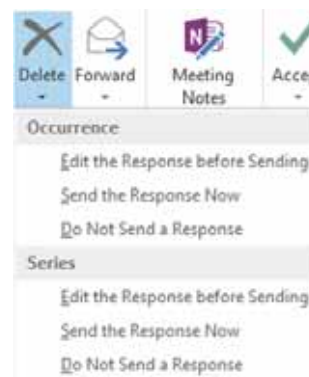 Delete Forward Meeting Notes Acce
Occurrence
Edit the Response before Sending
Send the Response Now
Do Not Send a Response
Series
Edit the Response before Sending
Send the Response Now
Do Not Send a Response